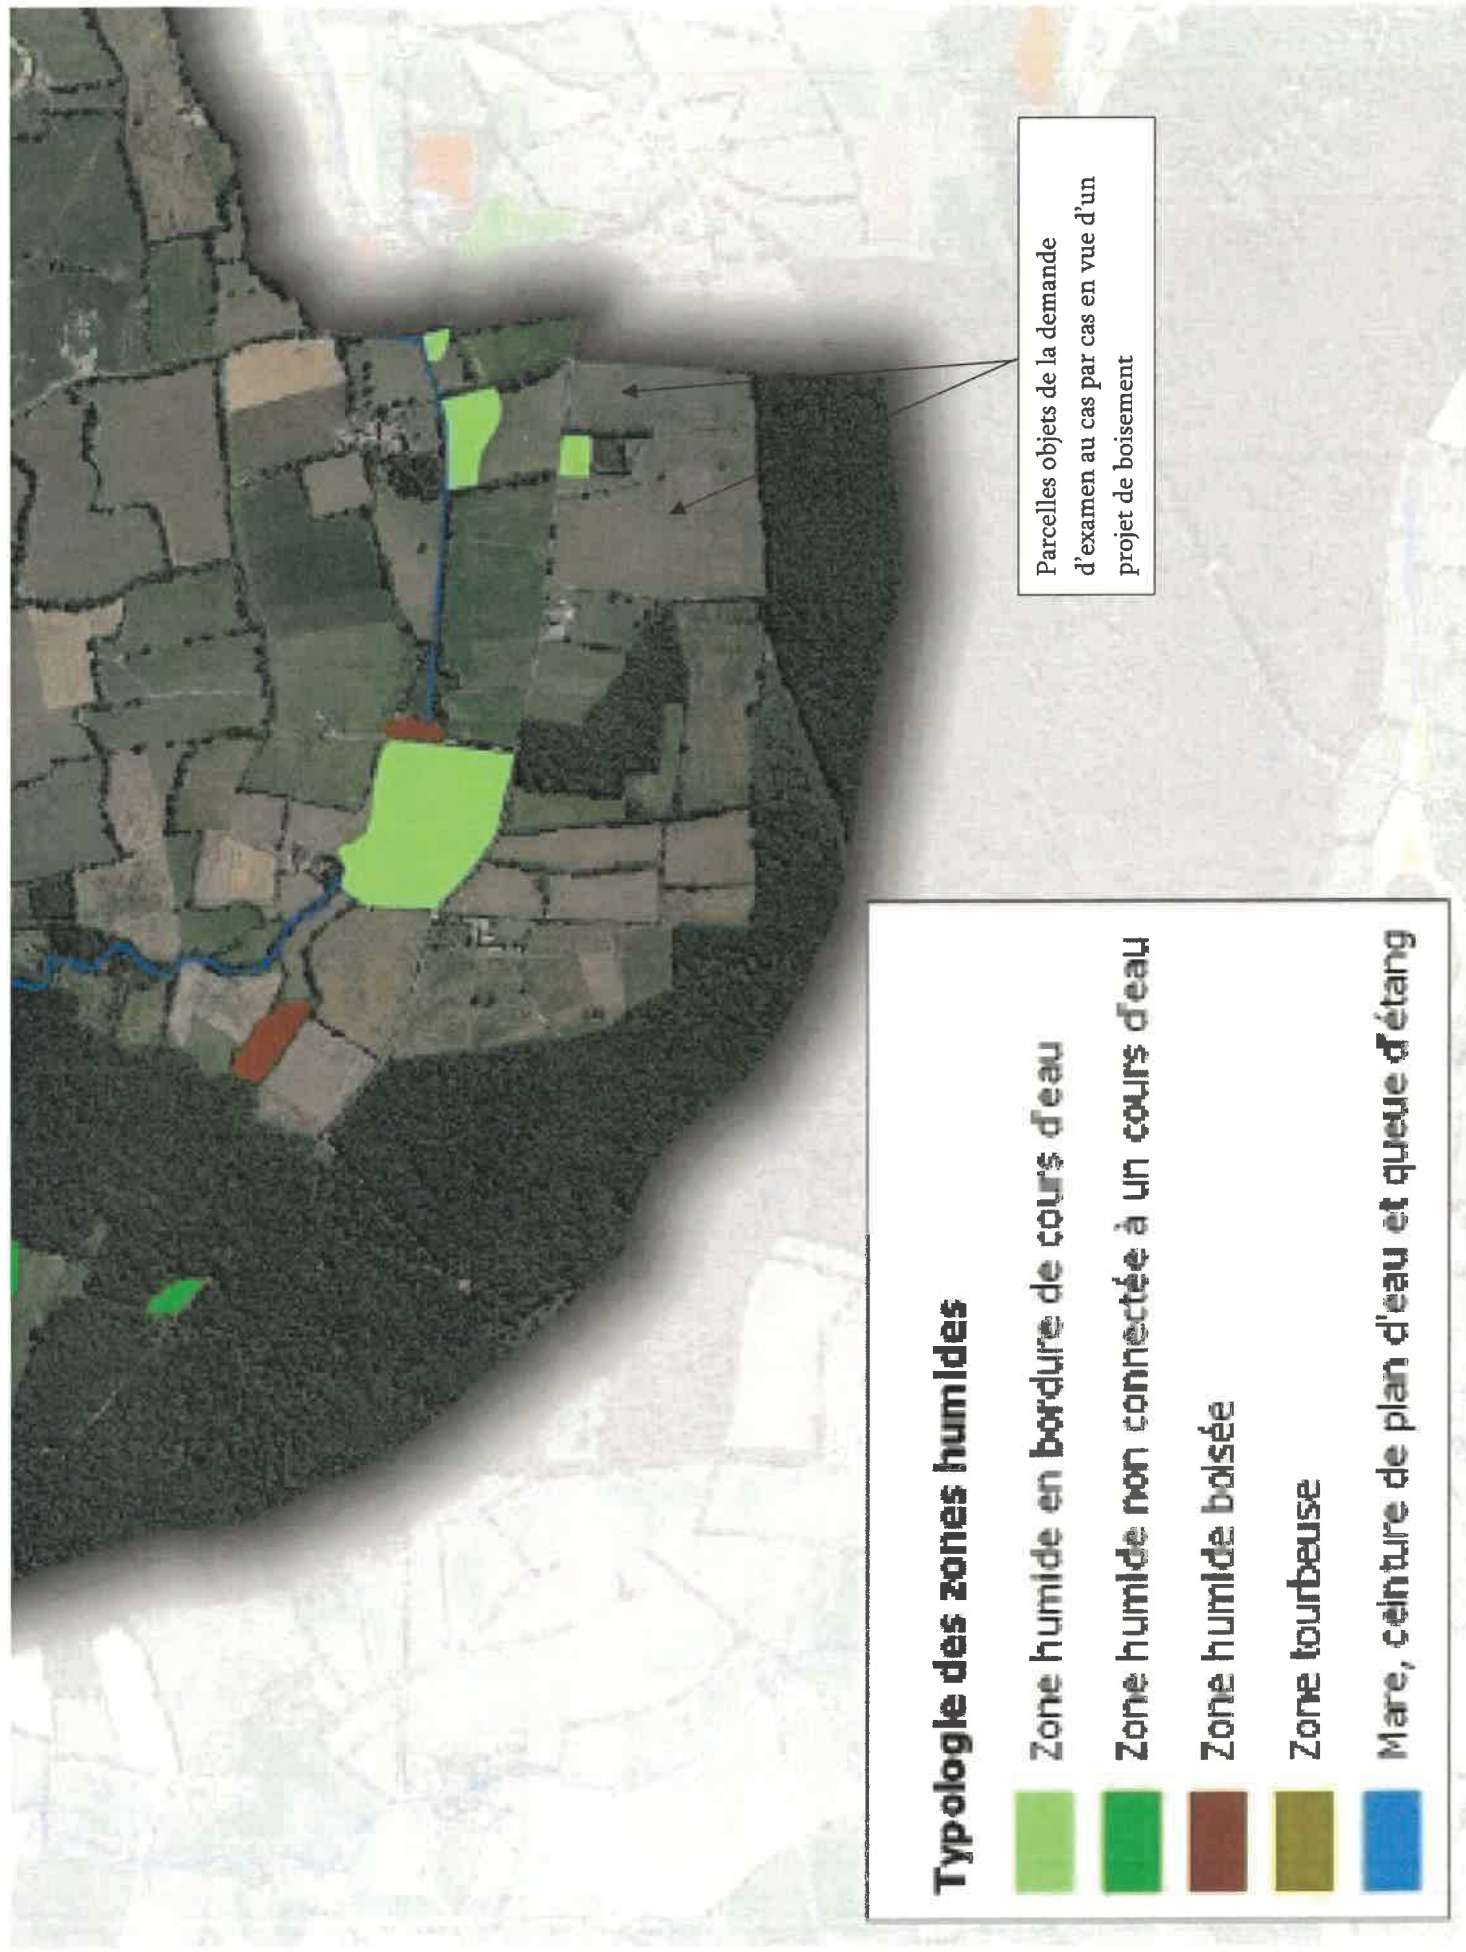 Parcelles objets de la demande
d'examen au cas par cas en vue d'un
projet de boisement
Typologie des zones humides
Zone humide en bordure de cours d'eau
Zone humide non connectée à un cours d'eau
Zone humide boisée
Zone tourbeuse
Mare, ceinture de plan d'eau et queue d'étang